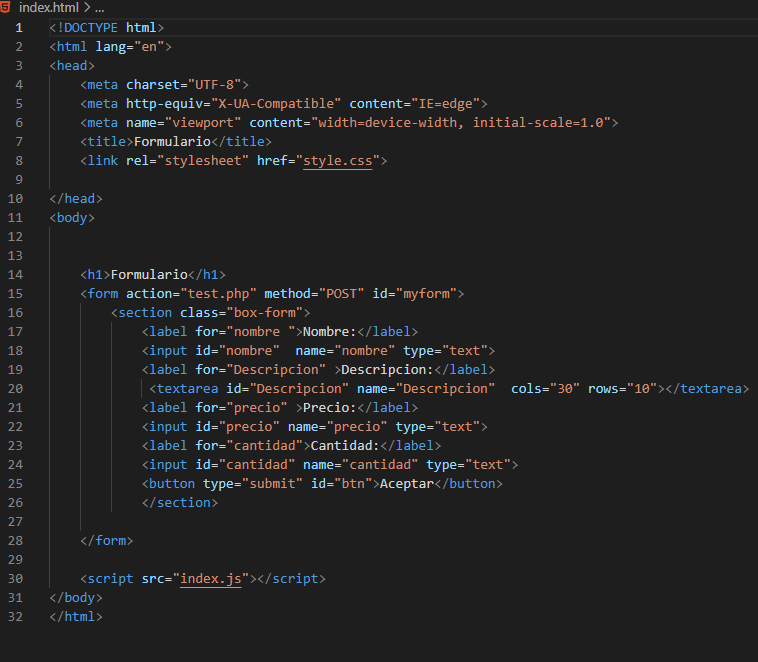 index.html > ...
1 <!DOCTYPE html>
2 <html lang="en">
3 <head>
4     <meta charset="UTF-8">
5     <meta http-equiv="X-UA-Compatible" content="IE=edge">
6     <meta name="viewport" content="width=device-width, initial-scale=1.0">
7     <title>Formulario</title>
8     <link rel="stylesheet" href="style.css">
9
10 </head>
11 <body>
12
13
14     <h1>Formulario</h1>
15     <form action="test.php" method="POST" id="myform">
16         <section class="box-form">
17             <label for="nombre ">Nombre:</label>
18             <input id="nombre"  name="nombre" type="text">
19             <label for="Descripcion" >Descripcion:</label>
20              <textarea id="Descripcion" name="Descripcion"  cols="30" rows="10"></textarea>
21             <label for="precio" >Precio:</label>
22             <input id="precio" name="precio" type="text">
23             <label for="cantidad">Cantidad:</label>
24             <input id="cantidad" name="cantidad" type="text">
25             <button type="submit" id="btn">Aceptar</button>
26             </section>
27
28     </form>
29
30     <script src="index.js"></script>
31 </body>
32 </html>